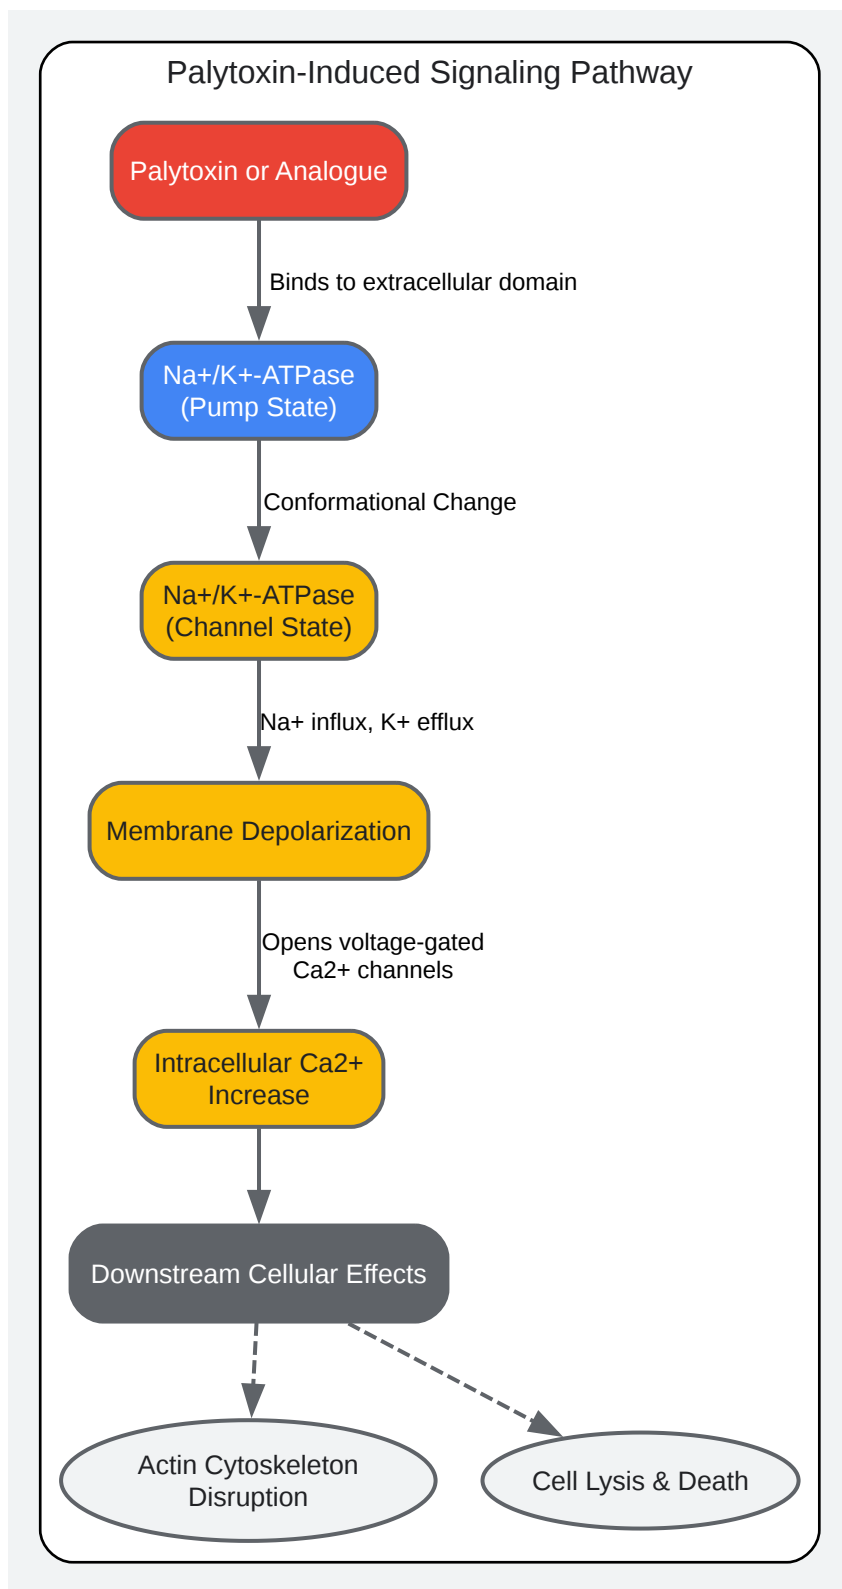 Palytoxin-Induced Signaling Pathway
Palytoxin or Analogue
Binds to extracellular domain
Na+/K+-ATPase
(Pump State)
Conformational Change
Na+/K+-ATPase
(Channel State)
Na+ influx, K+ efflux
Membrane Depolarization
Opens voltage-gated
Ca2+ channels
Intracellular Ca2+
Increase
Downstream Cellular Effects
Actin Cytoskeleton
Disruption
Cell Lysis & Death